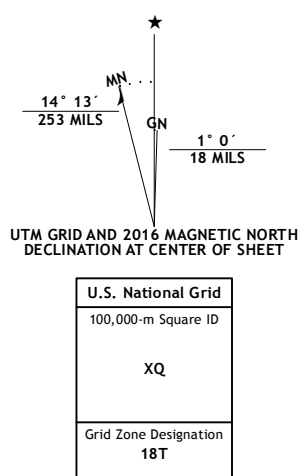 MN
GN
14° 13´
253 MILS
1° 0´
18 MILS
UTM GRID AND 2016 MAGNETIC NORTH
DECLINATION AT CENTER OF SHEET
U.S. National Grid
100,000-m Square ID
XQ
Grid Zone Designation
18T